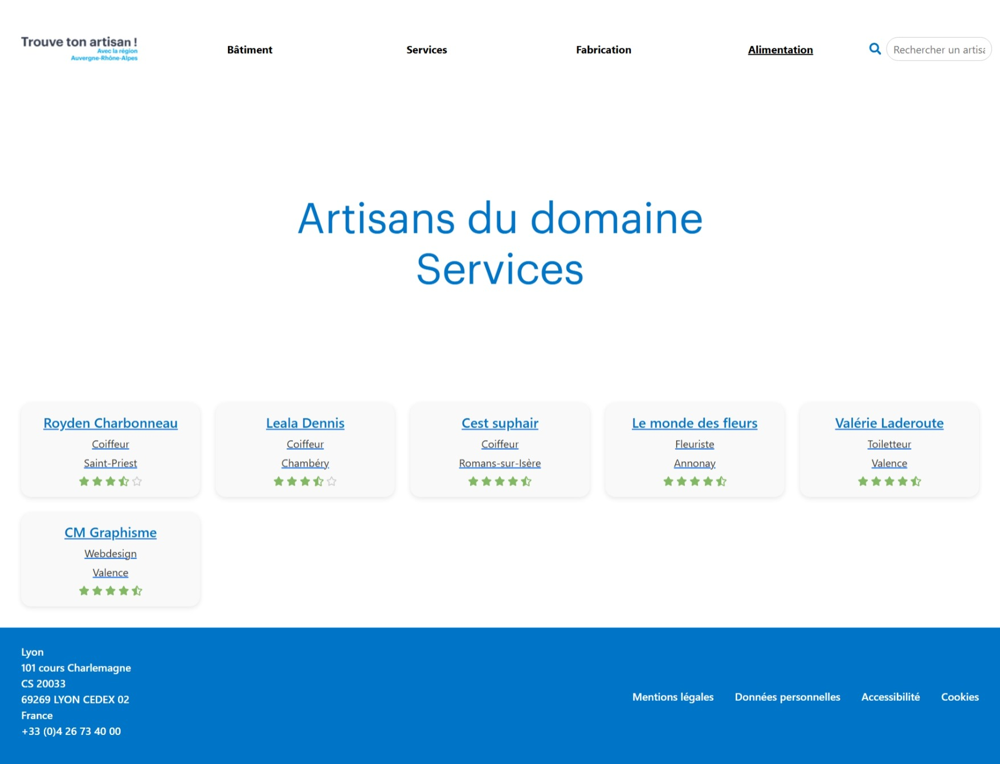 Trouve ton artisan !
Avec la région
Auvergne-Rhône-Alpes
Bâtiment
Services
Fabrication
Alimentation
Rechercher un artisa
Artisans du domaine
Services
Royden Charbonneau
Coiffeur
Saint-Priest
Leala Dennis
Coiffeur
Chambéry
Cest suphair
Coiffeur
Romans-sur-Isère
Le monde des fleurs
Fleuriste
Annonay
Valérie Laderoute
Toiletteur
Valence
CM Graphisme
Webdesign
Valence
Lyon
101 cours Charlemagne
CS 20033
69269 LYON CEDEX 02
France
+33 (0)4 26 73 40 00
Mentions légales
Données personnelles
Accessibilité
Cookies